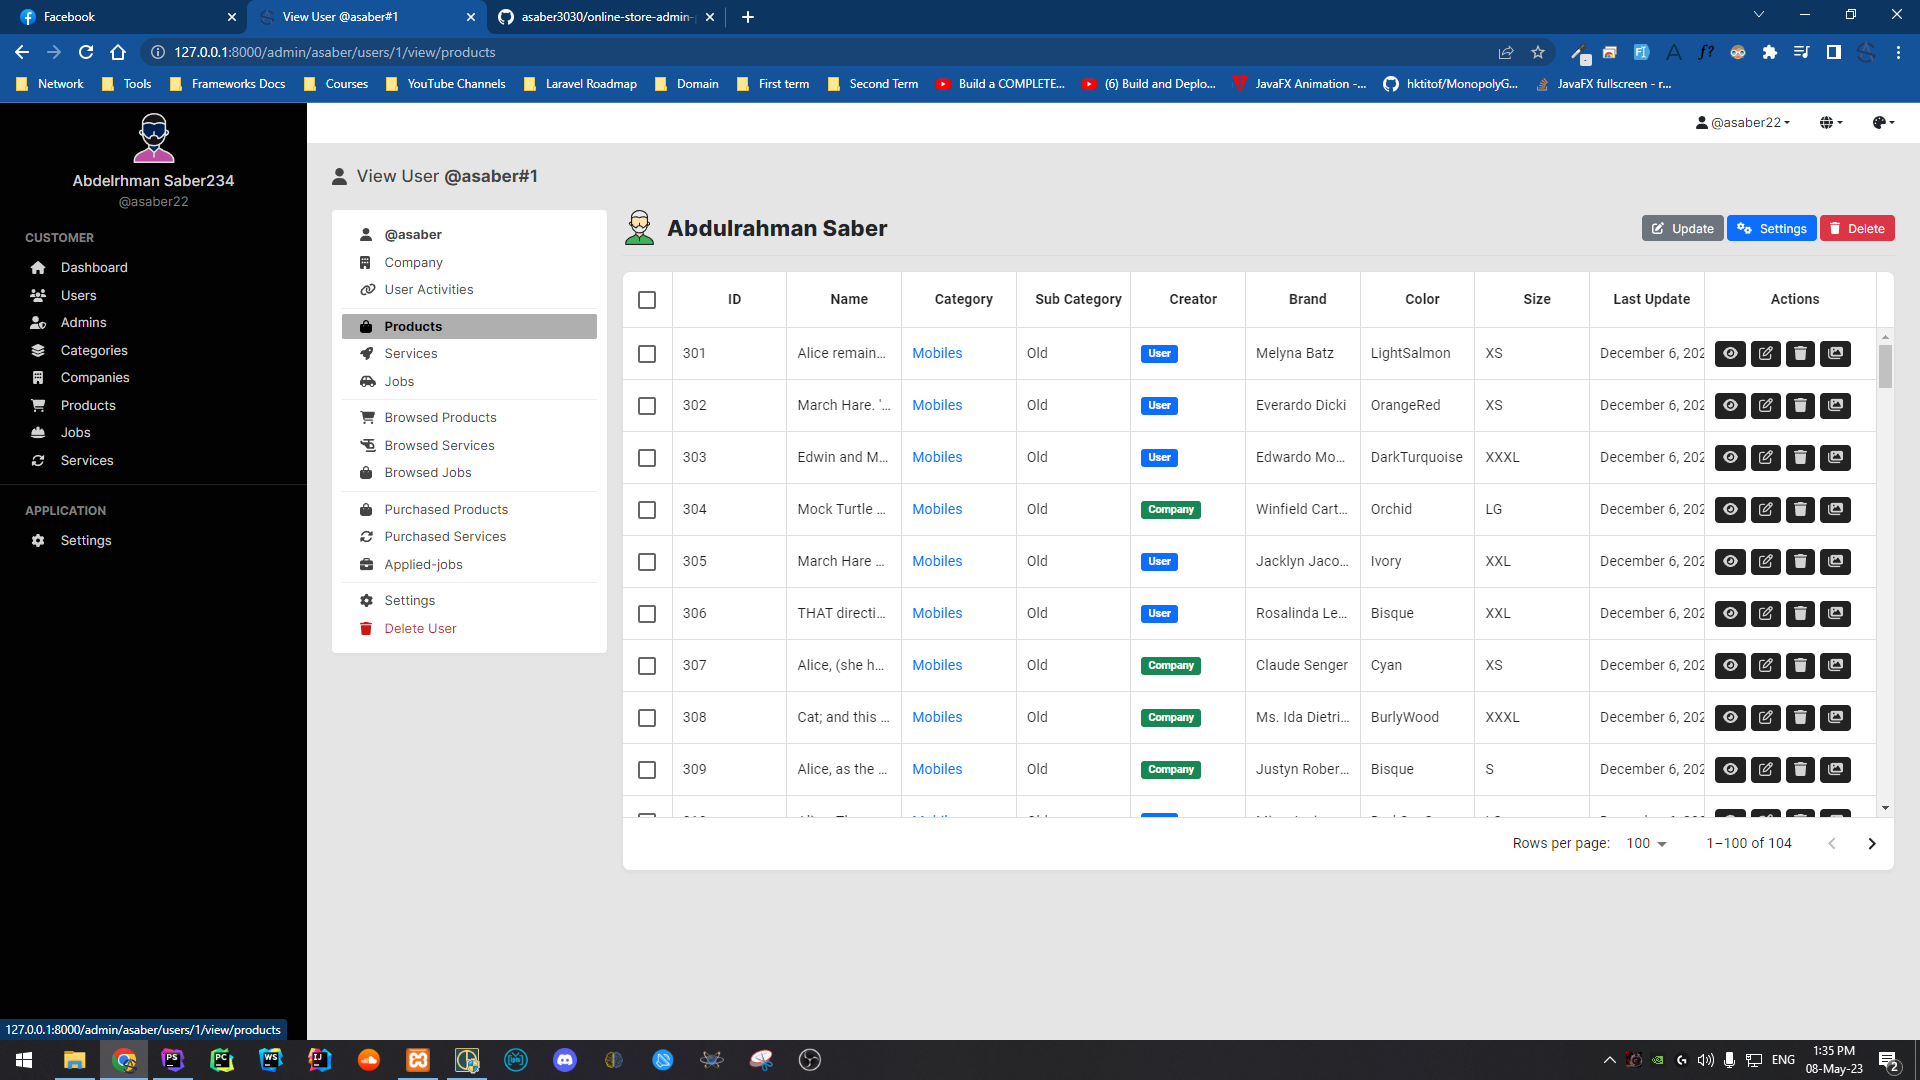 Facebook
View User @asaber#1
asaber3030/online-store-admin-
127.0.0.1:8000/admin/asaber/users/1/view/products
Network
Tools
Frameworks Docs
Courses
YouTube Channels
Laravel Roadmap
Domain
First term
Second Term
Build a COMPLETE...
(6) Build and Deplo...
JavaFX Animation -...
hktitof/MonopolyG...
JavaFX fullscreen - r...
Abdelrhman Saber234
@asaber22
CUSTOMER
Dashboard
Users
Admins
Categories
Companies
Products
Jobs
Services
APPLICATION
Settings
@asaber22
View User @asaber#1
@asaber
Company
User Activities
Products
Services
Jobs
Browsed Products
Browsed Services
Browsed Jobs
Purchased Products
Purchased Services
Applied-jobs
Settings
Delete User
Abdulrahman Saber
Update Settings Delete
ID Name Category Sub Category Creator Brand Color Size Last Update Actions
301 Alice remain... Mobiles Old User Melyna Batz LightSalmon XS December 6, 202
302 March Hare. '... Mobiles Old User Everardo Dicki OrangeRed XS December 6, 202
303 Edwin and M... Mobiles Old User Edwardo Mo... DarkTurquoise XXXL December 6, 202
304 Mock Turtle ... Mobiles Old Company Winfield Cart... Orchid LG December 6, 202
305 March Hare ... Mobiles Old User Jacklyn Jaco... Ivory XXL December 6, 202
306 THAT directi... Mobiles Old User Rosalinda Le... Bisque XXL December 6, 202
307 Alice, (she h... Mobiles Old Company Claude Senger Cyan XS December 6, 202
308 Cat; and this ... Mobiles Old Company Ms. Ida Dietri... BurlyWood XXXL December 6, 202
309 Alice, as the ... Mobiles Old Company Justyn Rober... Bisque S December 6, 202
Rows per page: 100 1–100 of 104
127.0.0.1:8000/admin/asaber/users/1/view/products
ENG
1:35 PM
08-May-23
2